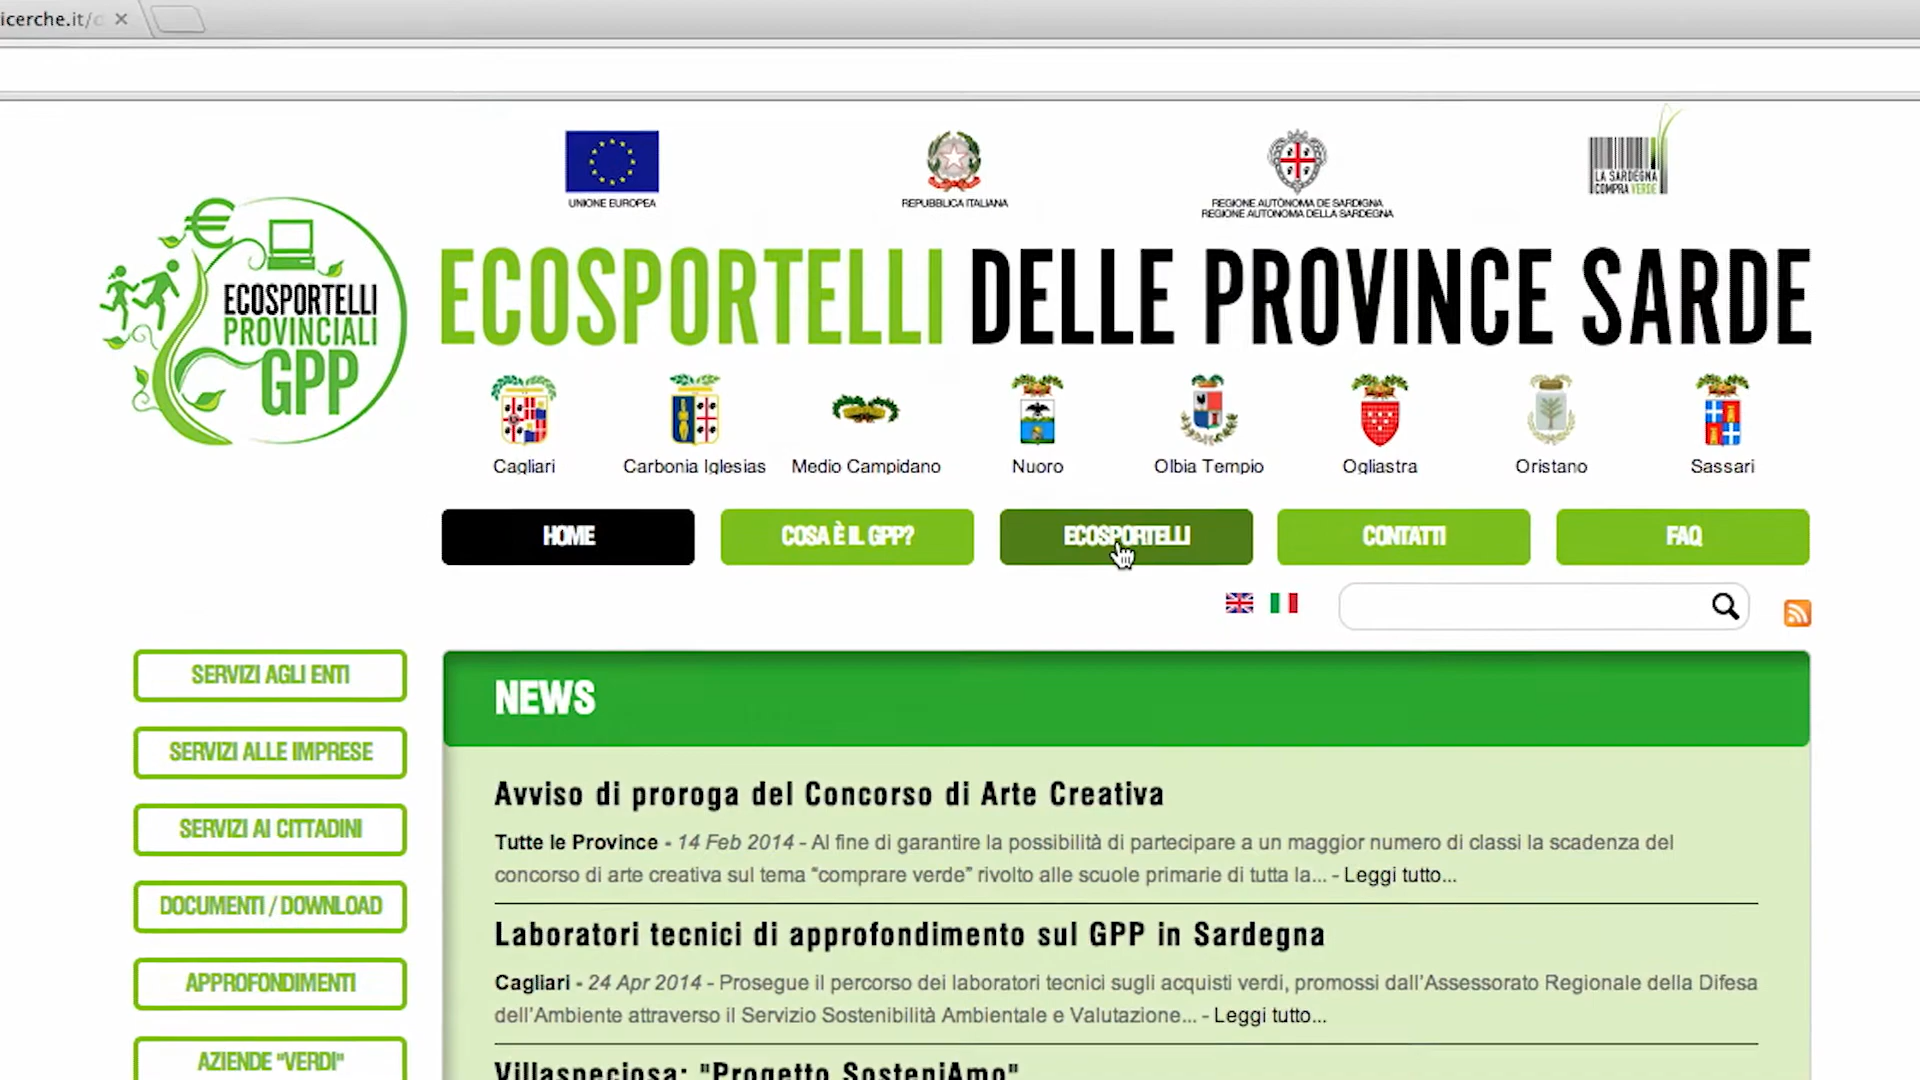 icerche.it/
UNIONE EUROPEA
REPUBBLICA ITALIANA
REGIONE AUTÒNOMA DE SARDIGNA
REGIONE AUTONOMA DELLA SARDEGNA
LA SARDEGNA
COMPRA VERDE
ECOSPORTELLI
PROVINCIALI
GPP
ECOSPORTELLI DELLE PROVINCE SARDE
Cagliari
Carbonia Iglesias
Medio Campidano
Nuoro
Olbia Tempio
Ogliastra
Oristano
Sassari
HOME
COSA È IL GPP?
ECOSPORTELLI
CONTATTI
FAQ
SERVIZI AGLI ENTI
SERVIZI ALLE IMPRESE
SERVIZI AI CITTADINI
DOCUMENTI / DOWNLOAD
APPROFONDIMENTI
AZIENDE "VERDI"
NEWS
Avviso di proroga del Concorso di Arte Creativa
Tutte le Province - 14 Feb 2014 - Al fine di garantire la possibilità di partecipare a un maggior numero di classi la scadenza del
concorso di arte creativa sul tema “comprare verde” rivolto alle scuole primarie di tutta la... - Leggi tutto...
Laboratori tecnici di approfondimento sul GPP in Sardegna
Cagliari - 24 Apr 2014 - Prosegue il percorso dei laboratori tecnici sugli acquisti verdi, promossi dall’Assessorato Regionale della Difesa
dell’Ambiente attraverso il Servizio Sostenibilità Ambientale e Valutazione... - Leggi tutto...
Villaspeciosa: "Progetto SosteniAmo"